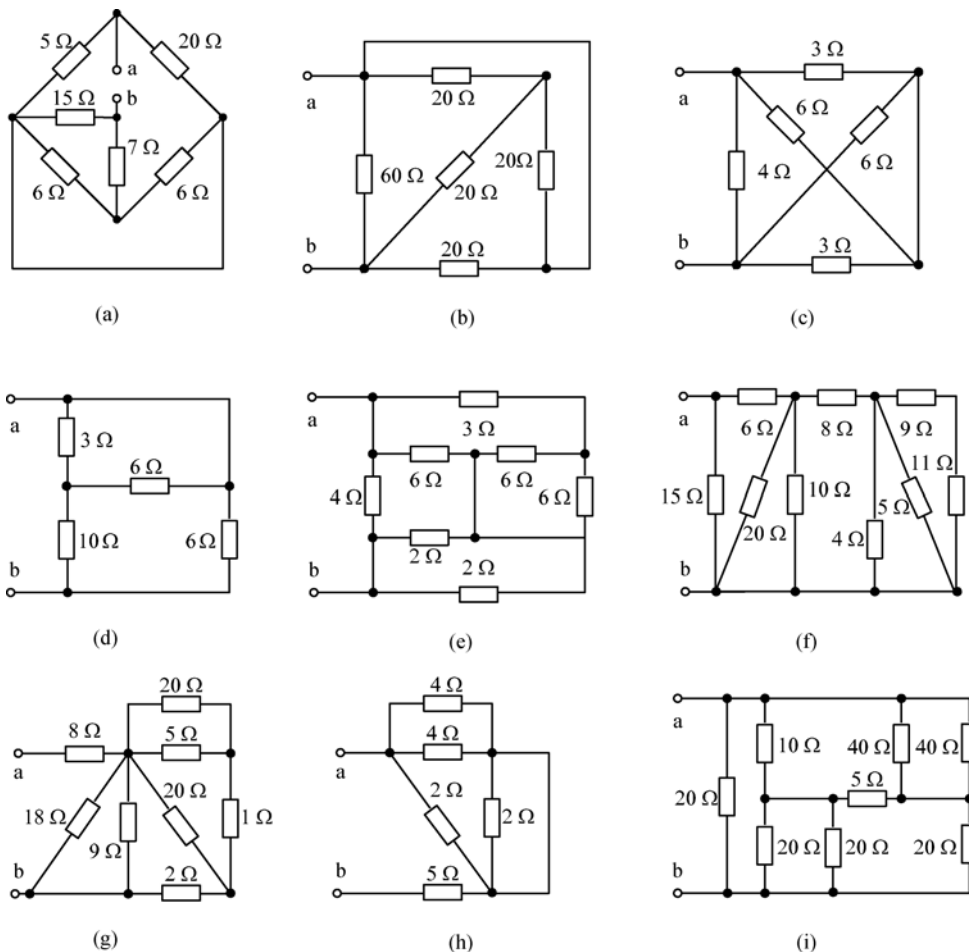 5 Ω 20 Ω
a
b
15 Ω
7 Ω
6 Ω 6 Ω
(a)
a
20 Ω
60 Ω
20 Ω
20Ω
b
20 Ω
(b)
3 Ω
a
6 Ω
4 Ω
6 Ω
b
3 Ω
(c)
a
3 Ω
6 Ω
10 Ω
6 Ω
b
(d)
a
3 Ω
6 Ω 6 Ω
4 Ω
6 Ω
2 Ω
b
2 Ω
(e)
a
6 Ω 8 Ω 9 Ω
11 Ω
15 Ω
20 Ω
10 Ω
5 Ω
4 Ω
b
(f)
20 Ω
8 Ω
5 Ω
a
20 Ω
18 Ω
9 Ω
1 Ω
b
2 Ω
(g)
4 Ω
4 Ω
a
2 Ω
2 Ω
b
5 Ω
(h)
a
10 Ω
40 Ω
40 Ω
5 Ω
20 Ω
20 Ω
20 Ω
20 Ω
b
(i)